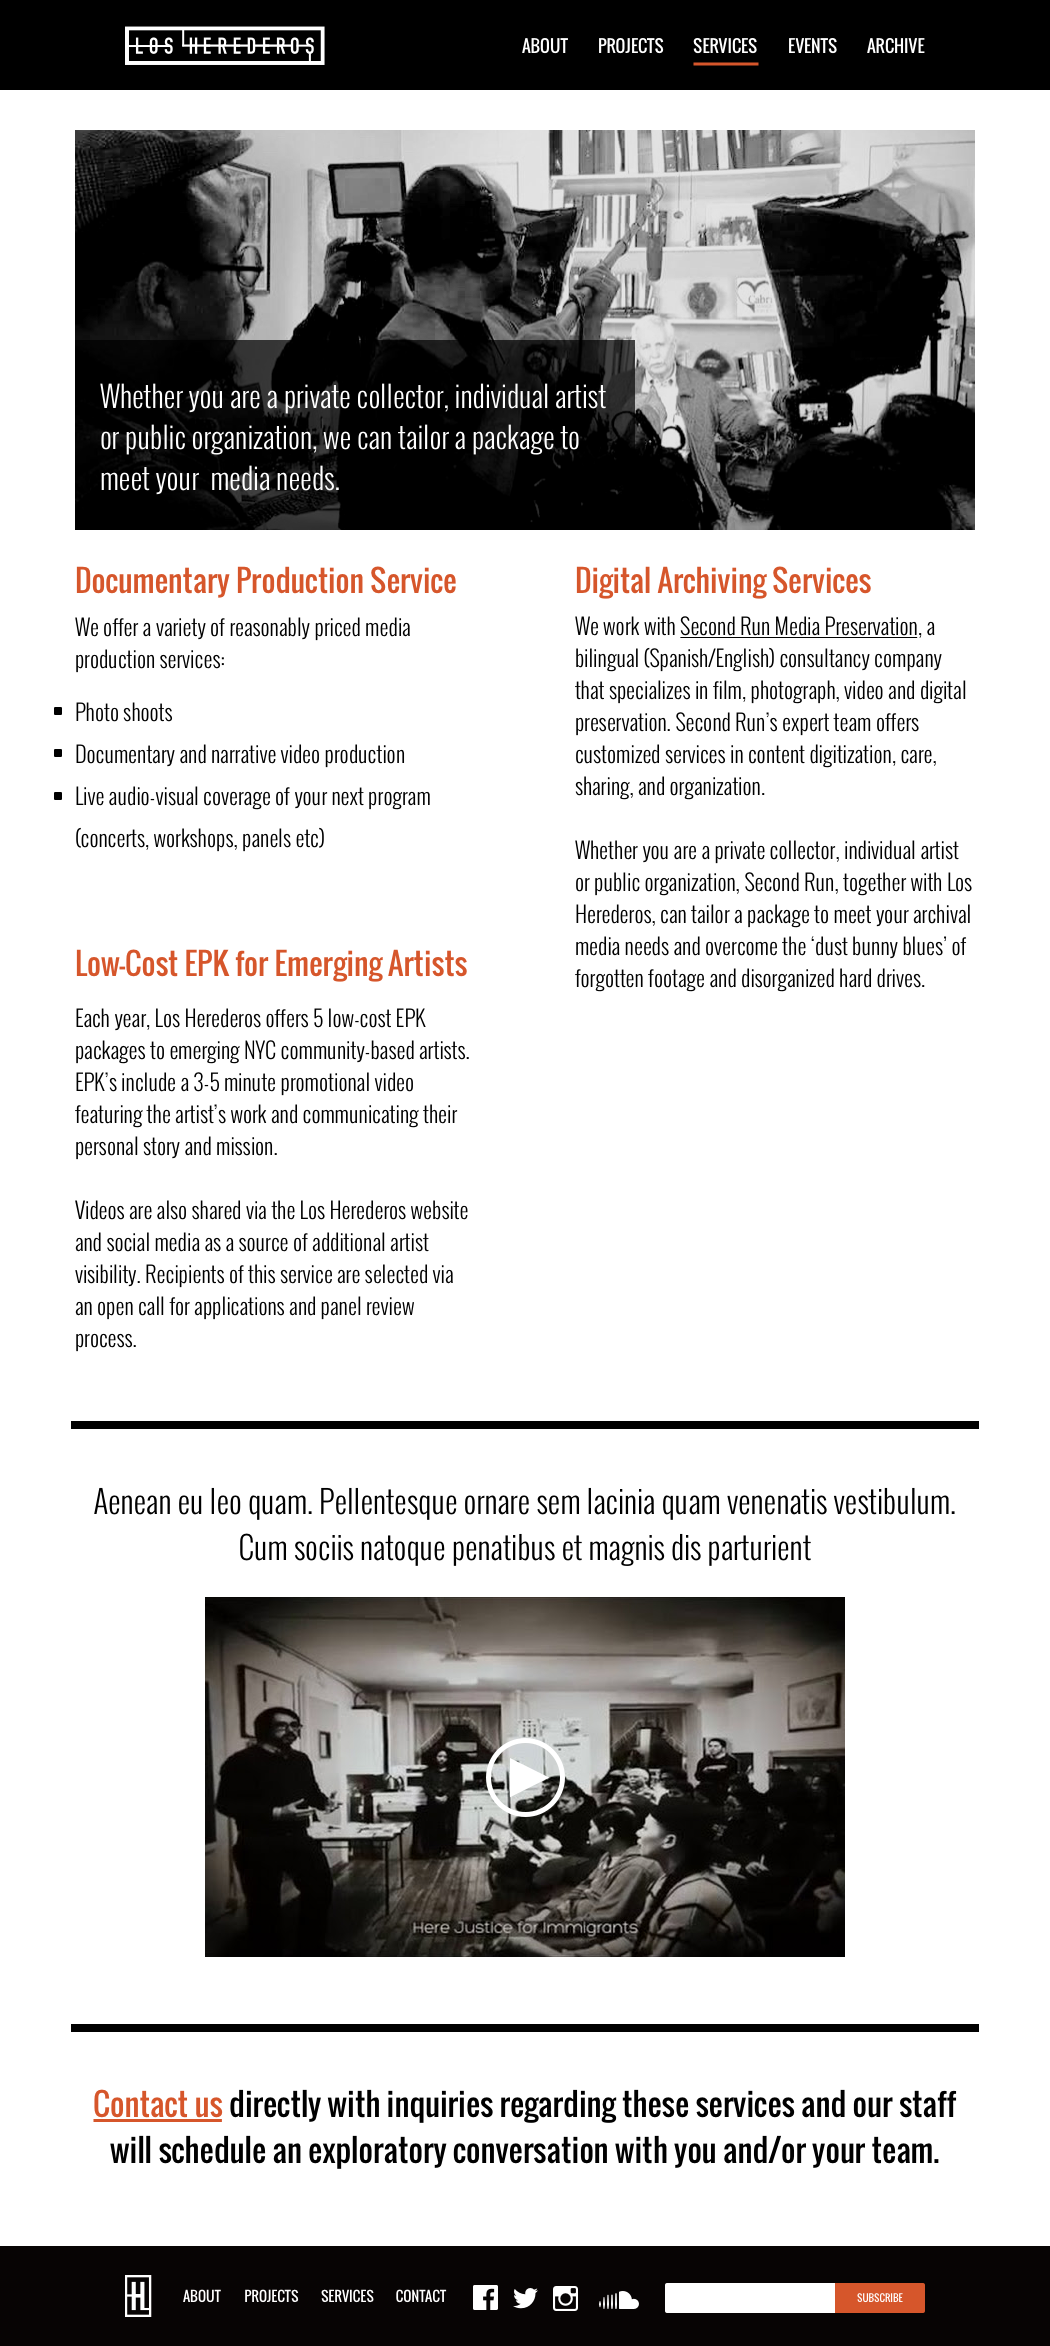 LOS HEREDEROS
ABOUT PROJECTS SERVICES EVENTS ARCHIVE
Whether you are a private collector, individual artist
or public organization, we can tailor a package to
meet your media needs.
Documentary Production Service
We offer a variety of reasonably priced media
production services:
Photo shoots
Documentary and narrative video production
Live audio-visual coverage of your next program
(concerts, workshops, panels etc)
Low-Cost EPK for Emerging Artists
Each year, Los Herederos offers 5 low-cost EPK
packages to emerging NYC community-based artists.
EPK’s include a 3-5 minute promotional video
featuring the artist’s work and communicating their
personal story and mission.
Videos are also shared via the Los Herederos website
and social media as a source of additional artist
visibility. Recipients of this service are selected via
an open call for applications and panel review
process.
Digital Archiving Services
We work with Second Run Media Preservation, a
bilingual (Spanish/English) consultancy company
that specializes in film, photograph, video and digital
preservation. Second Run’s expert team offers
customized services in content digitization, care,
sharing, and organization.
Whether you are a private collector, individual artist
or public organization, Second Run, together with Los
Herederos, can tailor a package to meet your archival
media needs and overcome the ‘dust bunny blues’ of
forgotten footage and disorganized hard drives.
Aenean eu leo quam. Pellentesque ornare sem lacinia quam venenatis vestibulum.
Cum sociis natoque penatibus et magnis dis parturient
Here Justice for Immigrants
Contact us directly with inquiries regarding these services and our staff
will schedule an exploratory conversation with you and/or your team.
HL
ABOUT PROJECTS SERVICES CONTACT
SUBSCRIBE